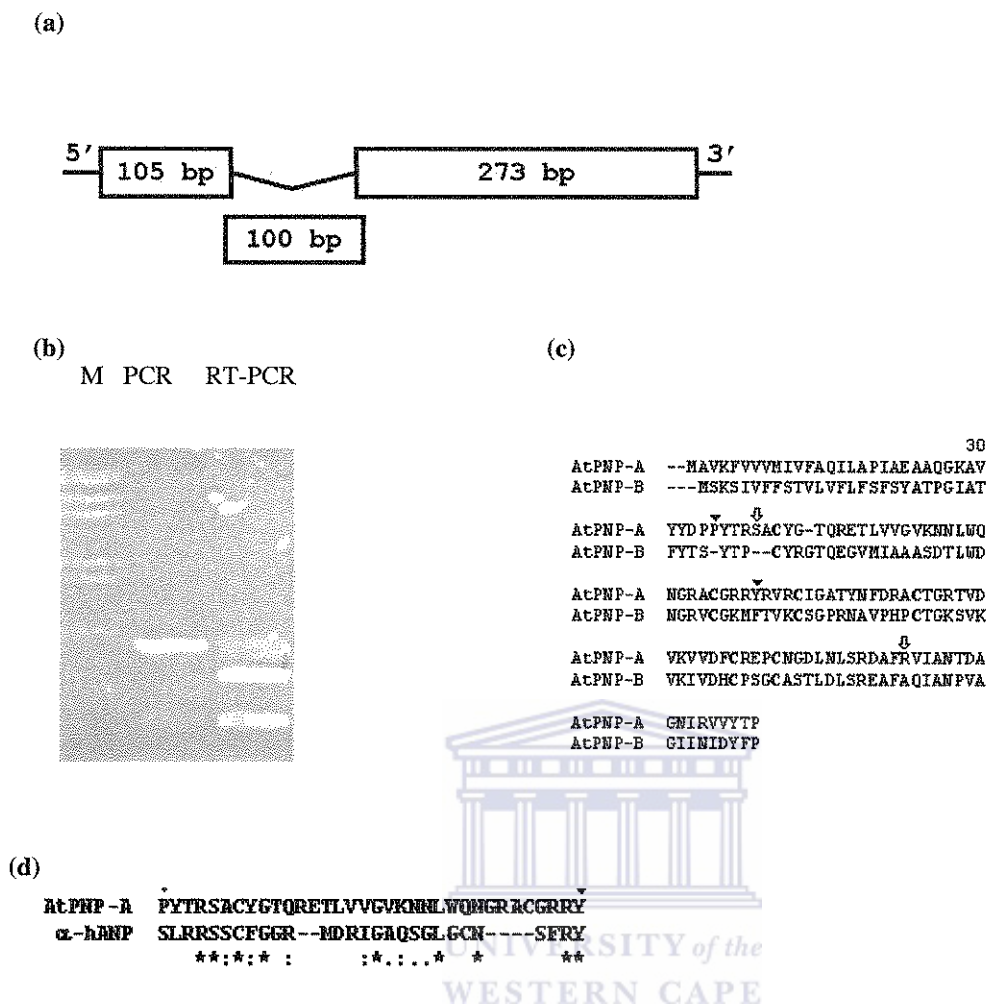 (a)
5' 105 bp 273 bp 3'
100 bp
(b)
M PCR RT-PCR
(c)
30
AtPNP-A --MAVKFVVVMIVFAQILAPIAEAAQGKAV
AtPNP-B ---MSKSIVFFSTVLVFLFSFSYATPGIAT
AtPNP-A YYDPPYTRSACYG-TQRETLVVGVKNNLWQ
AtPNP-B FYTS-YTP--CYRGTQEGVMIAAASDTLWD
AtPNP-A NGRACGRRYRVRCIGATYNFDRACTGRTVD
AtPNP-B NGRVCGKMFTVKCSGPRNAVPHPCTGKSVK
AtPNP-A VKVVDFCREPCNGDLNLSRDAFRVIANTDA
AtPNP-B VKIVDHCPSGCASTLDLSREAFAQIANPVA
AtPNP-A GNIRVVYTP
AtPNP-B GIINIDYFP
(d)
AtPNP-A PYTRSACYGTQRETLVVGVKNNLWQNGRACGRRY
α-hANP SLRRSSCFGGR--MDRIGAQSGLGCN----SFRY
**:*:* : :*.:..* * **
UNIVERSITY of the
WESTERN CAPE